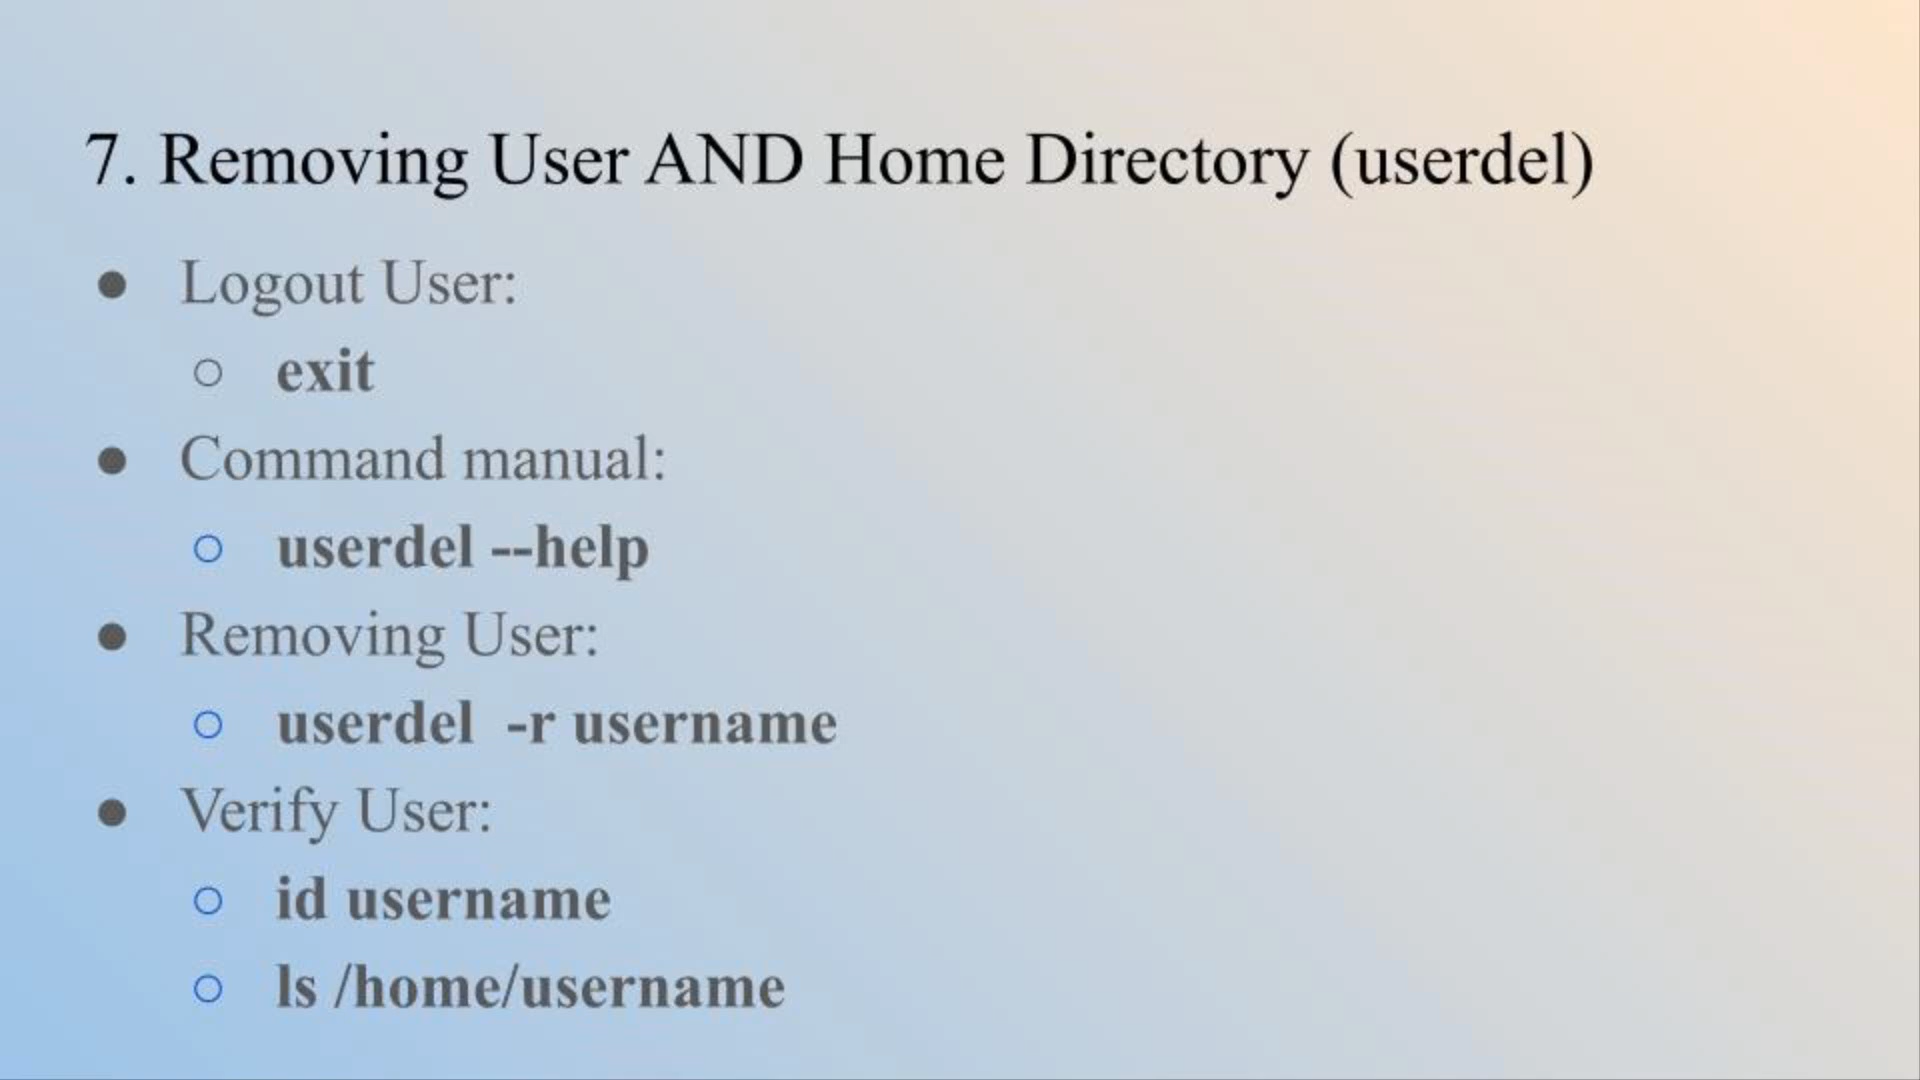 7. Removing User AND Home Directory (userdel)
● Logout User:
○ exit
● Command manual:
○ userdel --help
● Removing User:
○ userdel  -r username
● Verify User:
○ id username
○ ls /home/username